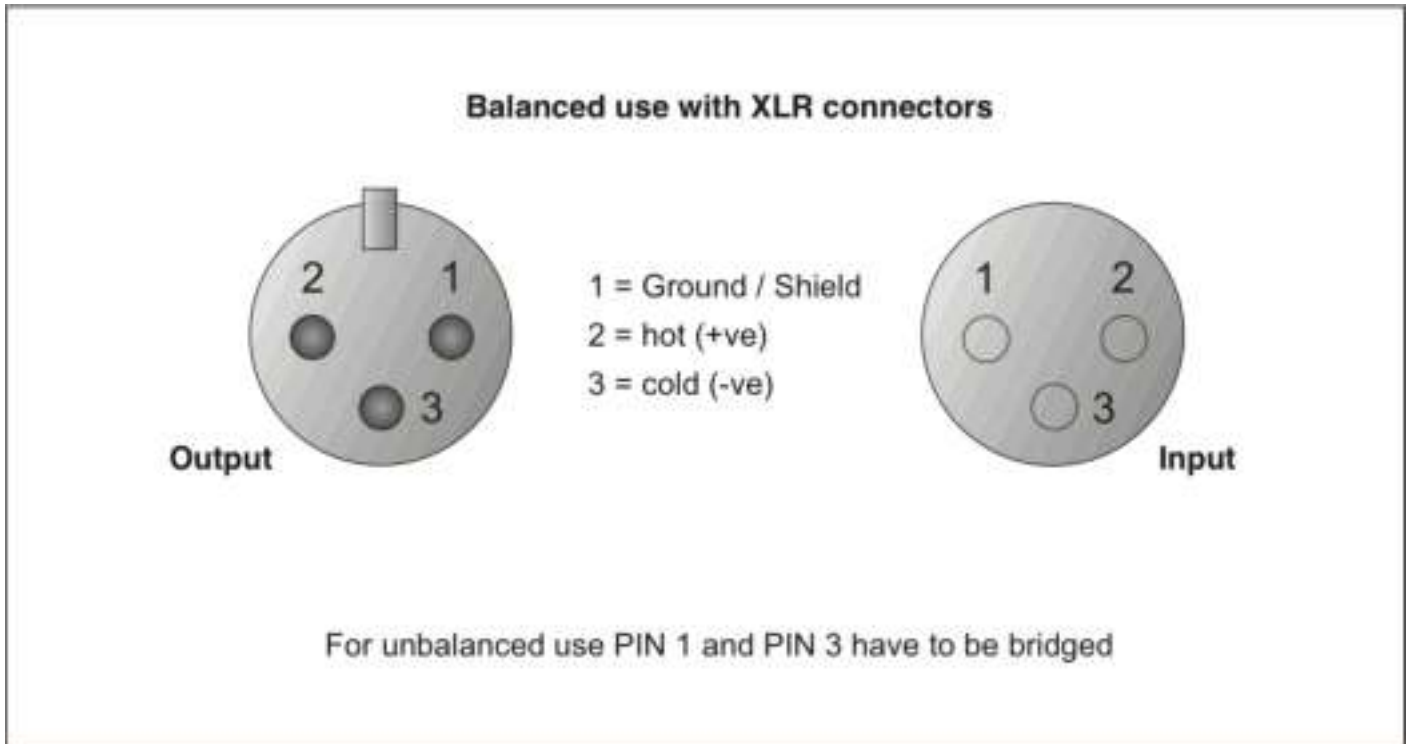 Balanced use with XLR connectors
2 1
3
Output
1 = Ground / Shield
2 = hot (+ve)
3 = cold (-ve)
1 2
3
Input
For unbalanced use PIN 1 and PIN 3 have to be bridged